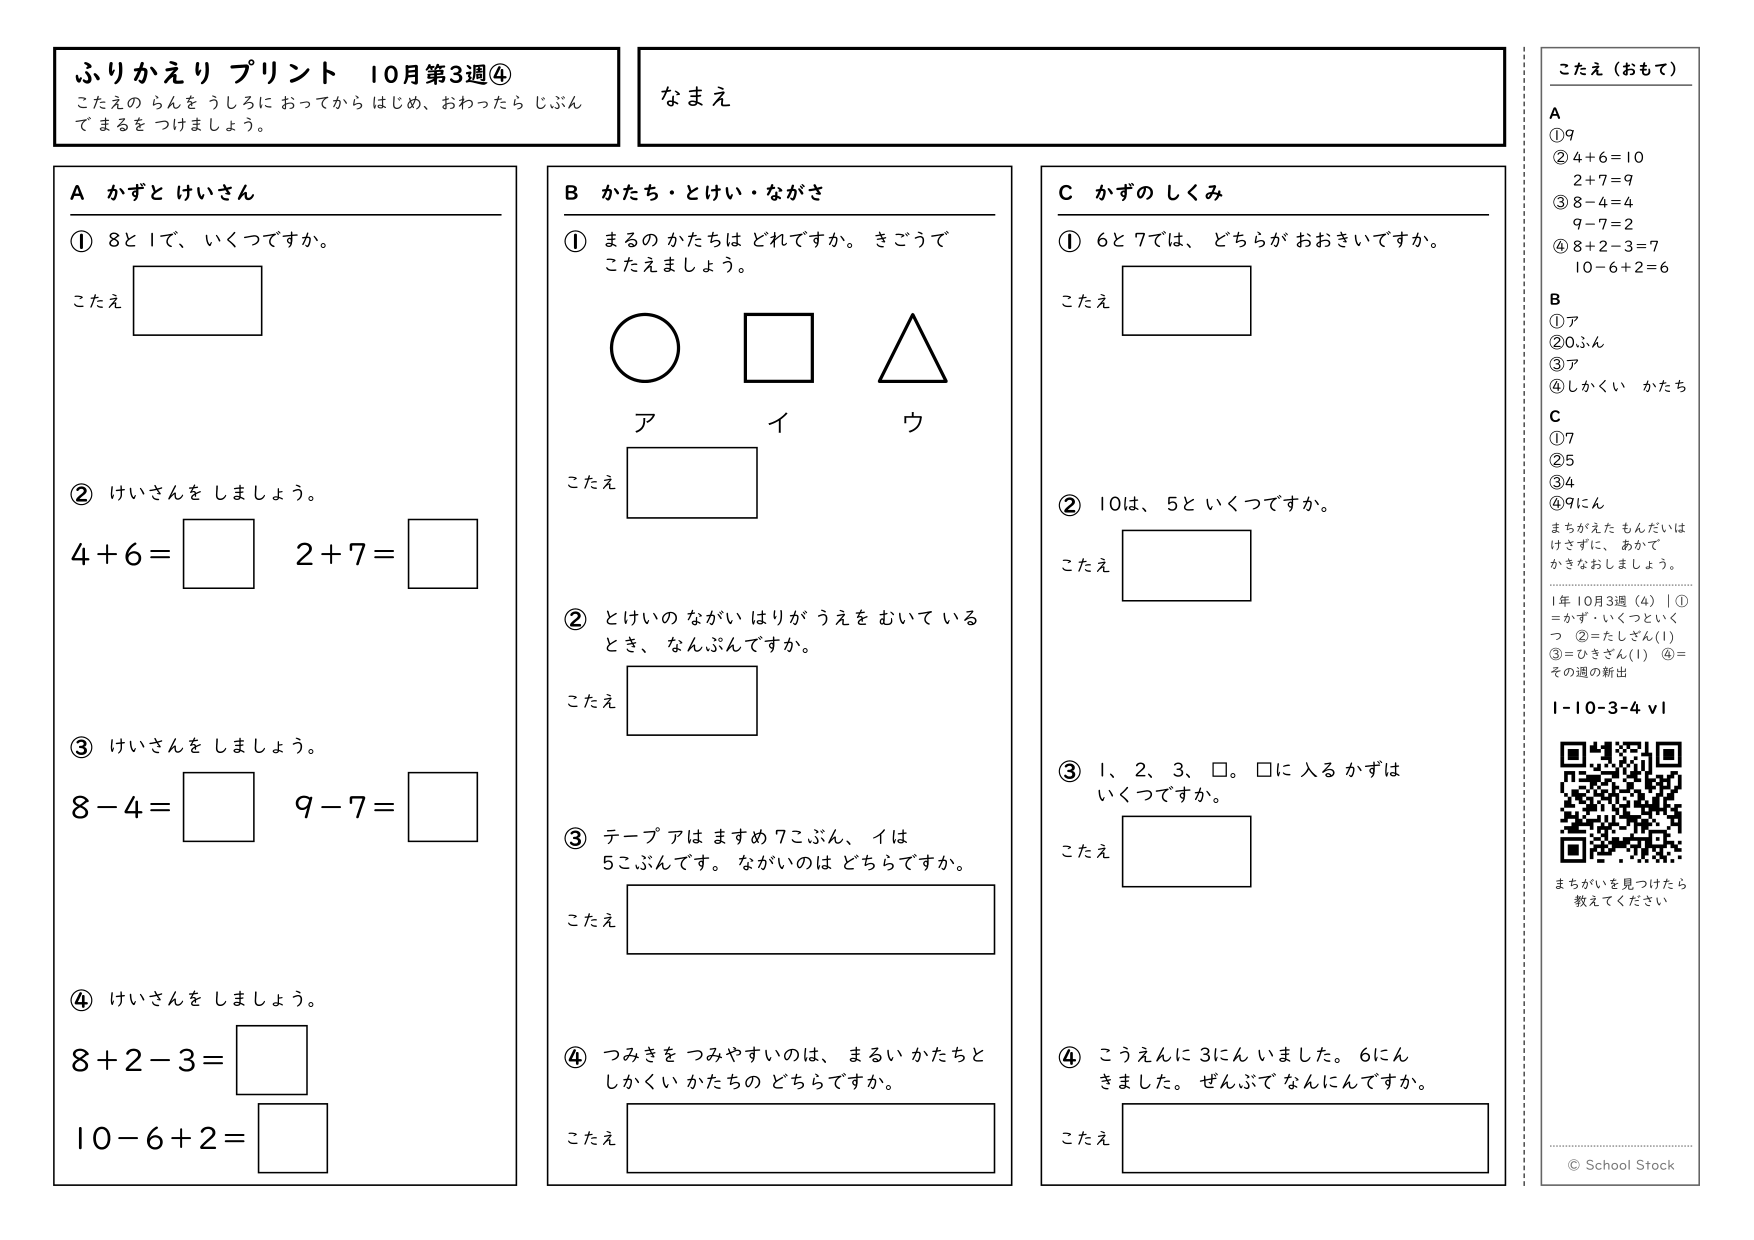 ふりかえり プリント　10月第3週④
こたえの らんを うしろに おってから はじめ、おわったら じぶん
で まるを つけましょう。
なまえ
A　かずと けいさん
① 8と 1で、 いくつですか。
こたえ
② けいさんを しましょう。
4＋6＝　2＋7＝
③ けいさんを しましょう。
8－4＝　9－7＝
④ けいさんを しましょう。
8＋2－3＝
10－6＋2＝
B　かたち・とけい・ながさ
① まるの かたちは どれですか。 きごうで
こたえましょう。
ア　イ　ウ
こたえ
② とけいの ながい はりが うえを むいて いる
とき、 なんぷんですか。
こたえ
③ テープ アは ますめ 7こぶん、 イは
5こぶんです。 ながいのは どちらですか。
こたえ
④ つみきを つみやすいのは、 まるい かたちと
しかくい かたちの どちらですか。
こたえ
C　かずの しくみ
① 6と 7では、 どちらが おおきいですか。
こたえ
② 10は、 5と いくつですか。
こたえ
③ 1、 2、 3、 □。 □に 入る かずは
いくつですか。
こたえ
④ こうえんに 3にん いました。 6にん
きました。 ぜんぶで なんにんですか。
こたえ
こたえ（おもて）
A
①9
②4＋6＝10
2＋7＝9
③8－4＝4
9－7＝2
④8＋2－3＝7
10－6＋2＝6
B
①ア
②0ふん
③ア
④しかくい　かたち
C
①7
②5
③4
④9にん
まちがえた もんだいは
けさずに、 あかで
かきなおしましょう。
1年 10月3週（4）｜①
＝かず・いくつといく
つ　②＝たしざん(1)
③＝ひきざん(1)　④＝
その週の新出
1-10-3-4 v1
まちがいを見つけたら
教えてください
© School Stock